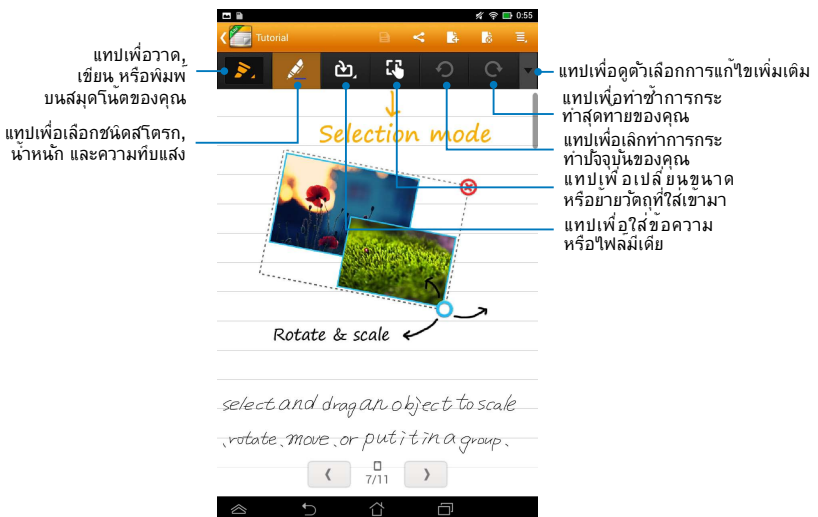 0:55
Tutorial
แทปเพื่อวาด,
เขียน หรือพิมพ์
บนสมุดโน้ตของคุณ
แทปเพื่อเลือกชนิดสโตรก,
น้ำหนัก และความทึบแสง
แทปเพื่อดูตัวเลือกการแก้ไขเพิ่มเติม
แทปเพื่อทำซ้ำการกระ
ทำสุดท้ายของคุณ
แทปเพื่อเลิกทำการกระ
ทำปัจจุบันของคุณ
แทปเพื่อเปลี่ยนขนาด
หรือย้ายวัตถุที่ใส่เข้ามา
แทปเพื่อใส่ข้อความ
หรือไฟล์มีเดีย
Selection mode
Rotate & scale
select and drag an object to scale
, rotate, move, or put it in a group.
7/11